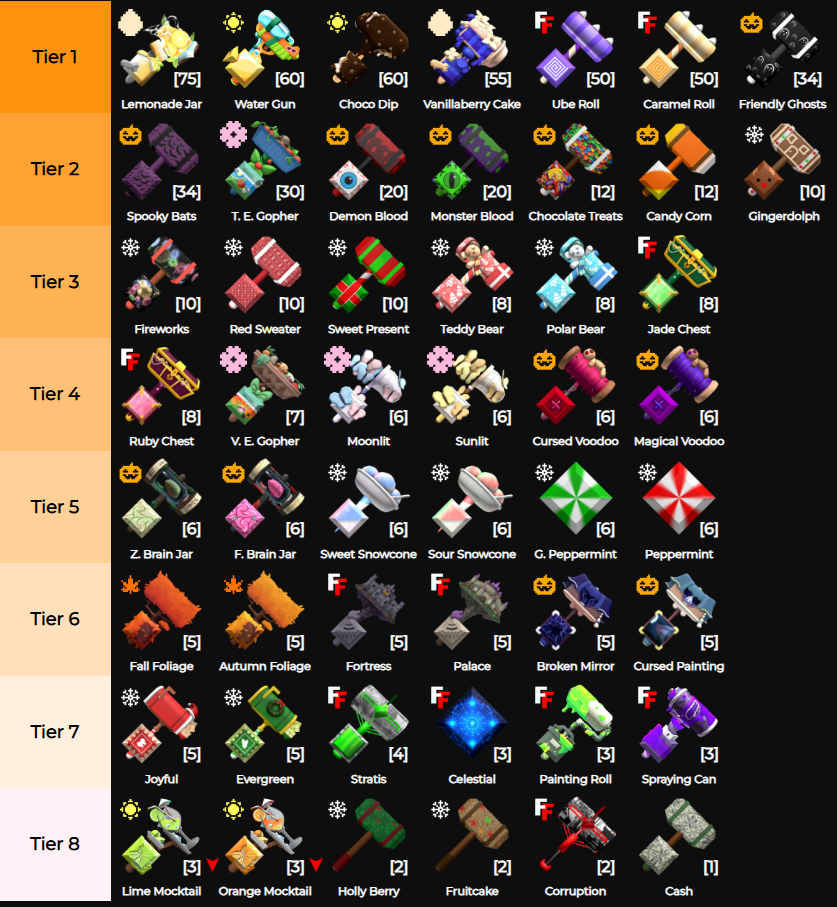 Tier 1
[75] [60] [60] [55] [50] [50] [34]
Lemonade Jar Water Gun Choco Dip Vanillaberry Cake Ube Roll Caramel Roll Friendly Ghosts
Tier 2
[34] [30] [20] [20] [12] [12] [10]
Spooky Bats T. E. Gopher Demon Blood Monster Blood Chocolate Treats Candy Corn Gingerdolph
Tier 3
[10] [10] [10] [8] [8] [8]
Fireworks Red Sweater Sweet Present Teddy Bear Polar Bear Jade Chest
Tier 4
[8] [7] [6] [6] [6] [6]
Ruby Chest V. E. Gopher Moonlit Sunlit Cursed Voodoo Magical Voodoo
Tier 5
[6] [6] [6] [6] [6] [6]
Z. Brain Jar F. Brain Jar Sweet Snowcone Sour Snowcone G. Peppermint Peppermint
Tier 6
[5] [5] [5] [5] [5] [5]
Fall Foliage Autumn Foliage Fortress Palace Broken Mirror Cursed Painting
Tier 7
[5] [5] [4] [3] [3] [3]
Joyful Evergreen Stratis Celestial Painting Roll Spraying Can
Tier 8
[3] [3] [2] [2] [2] [1]
Lime Mocktail Orange Mocktail Holly Berry Fruitcake Corruption Cash